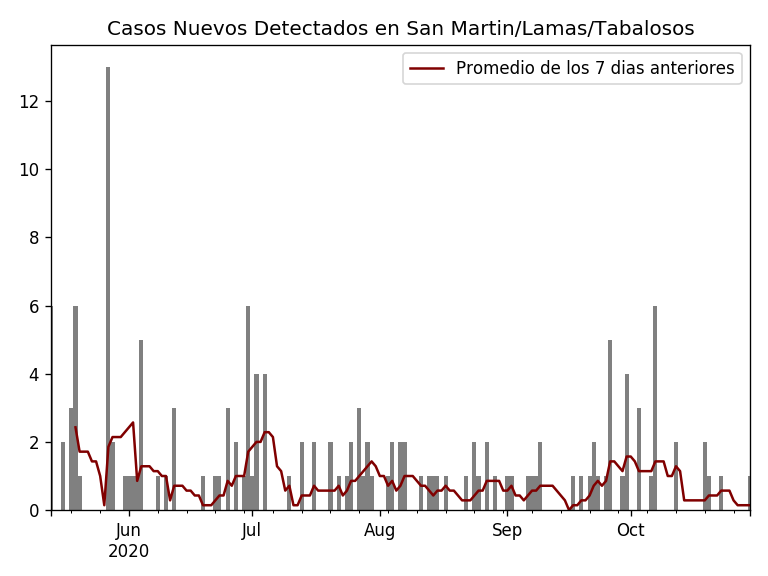 Casos Nuevos Detectados en San Martin/Lamas/Tabalosos
Promedio de los 7 dias anteriores
12
10
8
6
4
2
0
Jun Jul Aug Sep Oct
2020